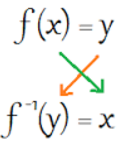 f(x) = y
f⁻¹(y) = x